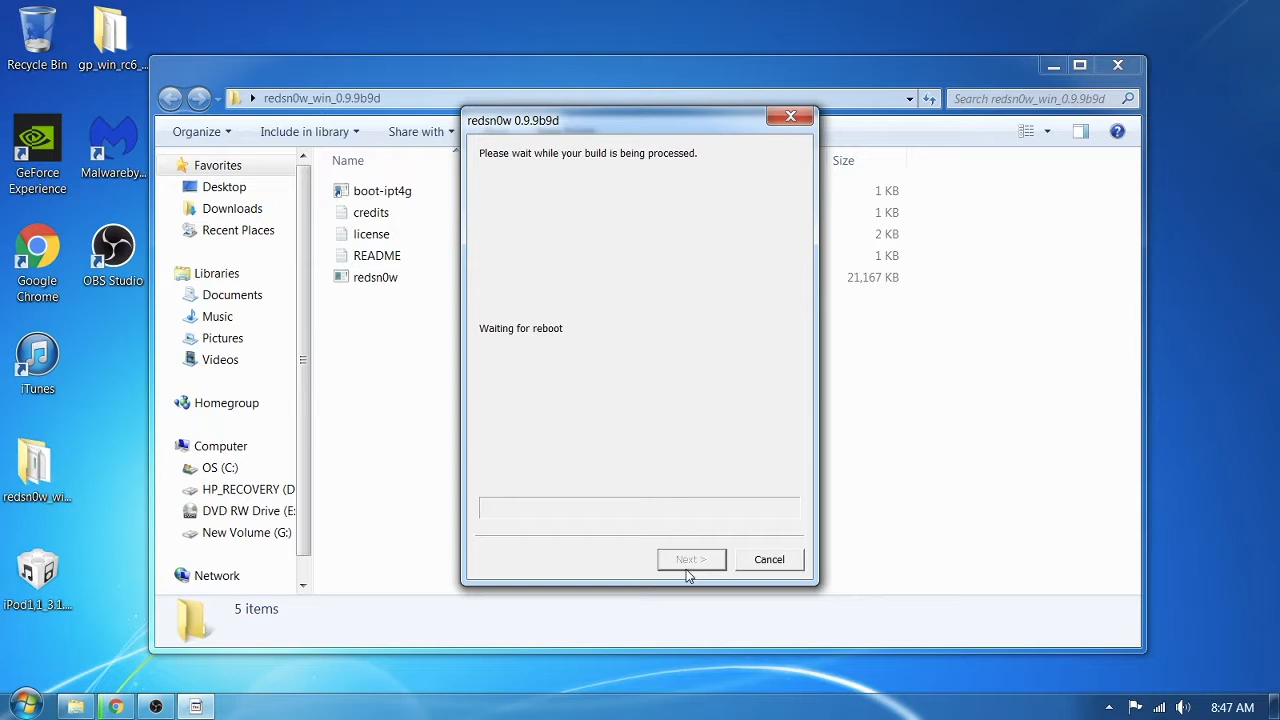 Recycle Bin
gp_win_rc6_...
GeForce
Experience
Malwareby...
Google
Chrome
OBS Studio
iTunes
redsn0w_wi...
iPod1,1_3.1....
redsn0w_win_0.9.9b9d
Search redsn0w_win_0.9.9b9d
Organize
Include in library
Share with
Favorites
Desktop
Downloads
Recent Places
Libraries
Documents
Music
Pictures
Videos
Homegroup
Computer
OS (C:)
HP_RECOVERY (D
DVD RW Drive (E:
New Volume (G:)
Network
Name
Size
boot-ipt4g
1 KB
credits
1 KB
license
2 KB
README
1 KB
redsn0w
21,167 KB
5 items
redsn0w 0.9.9b9d
Please wait while your build is being processed.
Waiting for reboot
Next >
Cancel
8:47 AM